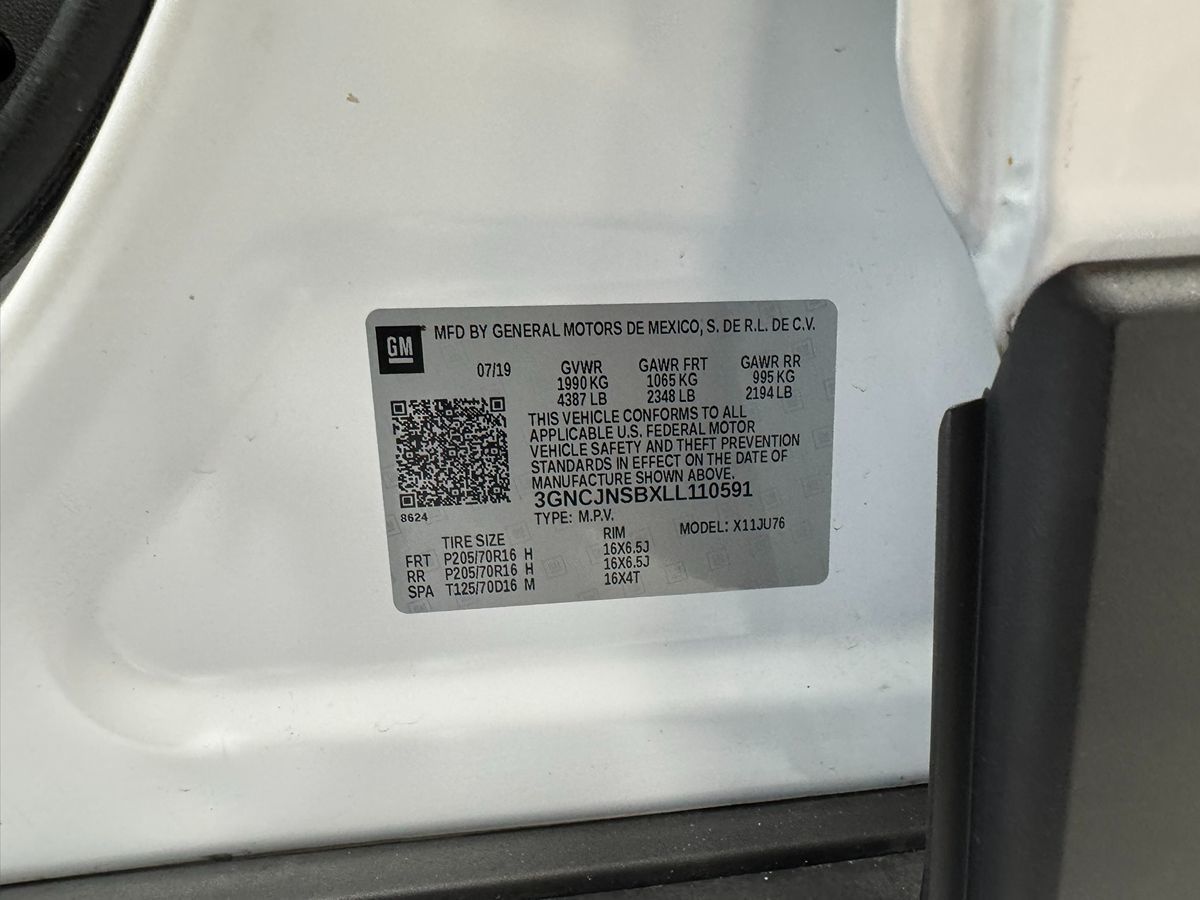 GM
MFD BY GENERAL MOTORS DE MEXICO, S. DE R.L. DE C.V.
07/19 GVWR GAWR FRT GAWR RR
1990 KG 1065 KG 995 KG
4387 LB 2348 LB 2194 LB
THIS VEHICLE CONFORMS TO ALL
APPLICABLE U.S. FEDERAL MOTOR
VEHICLE SAFETY AND THEFT PREVENTION
STANDARDS IN EFFECT ON THE DATE OF
MANUFACTURE SHOWN ABOVE.
3GNCJNSBXLL110591
8624
TYPE: M.P.V. MODEL: X11JU76
TIRE SIZE RIM
FRT P205/70R16 H 16X6.5J
RR P205/70R16 H 16X6.5J
SPA T125/70D16 M 16X4T